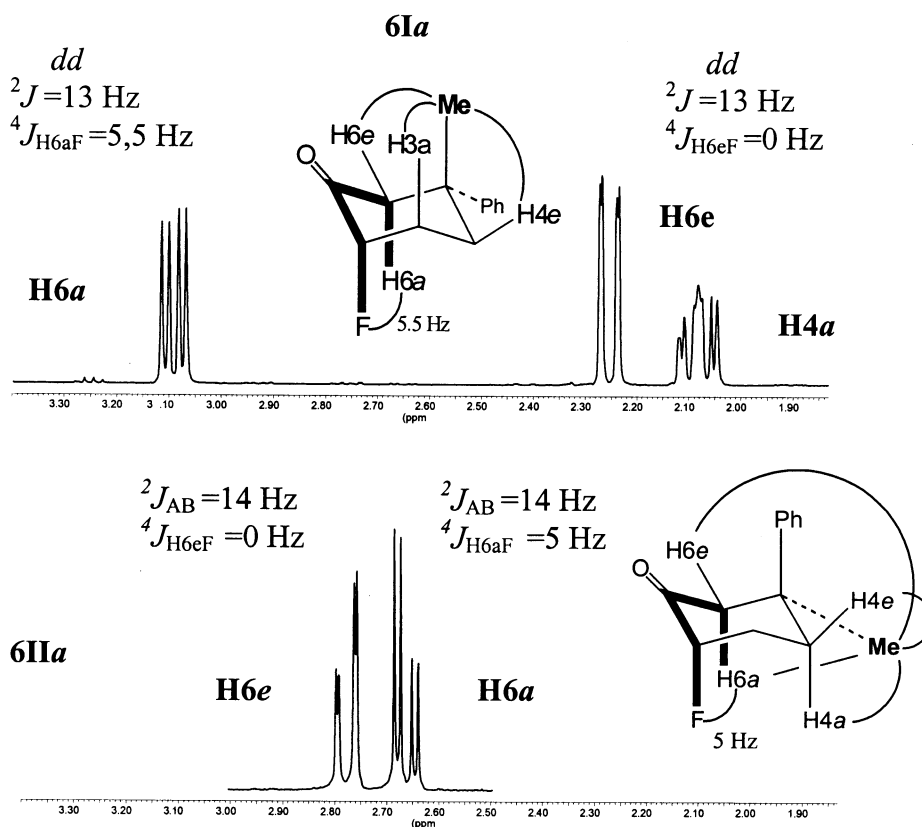 6Ia
dd
²J =13 Hz
⁴J_H6aF =5,5 Hz
dd
²J =13 Hz
⁴J_H6eF =0 Hz
Me
H6e
H3a
O
Ph
H4e
H6a
F
5.5 Hz
H6a
H6e
H4a
3.30 3.20 3.10 3.00 2.90 2.80 2.70 2.60 2.50 2.40 2.30 2.20 2.10 2.00 1.90
(ppm
²J_AB =14 Hz
⁴J_H6eF =0 Hz
²J_AB =14 Hz
⁴J_H6aF =5 Hz
Ph
H6e
O
H4e
Me
H6a
F
H4a
5 Hz
6IIa
H6e
H6a
3.30 3.20 3.10 3.00 2.90 2.80 2.70 2.60 2.50 2.40 2.30 2.20 2.10 2.00 1.90
(ppm